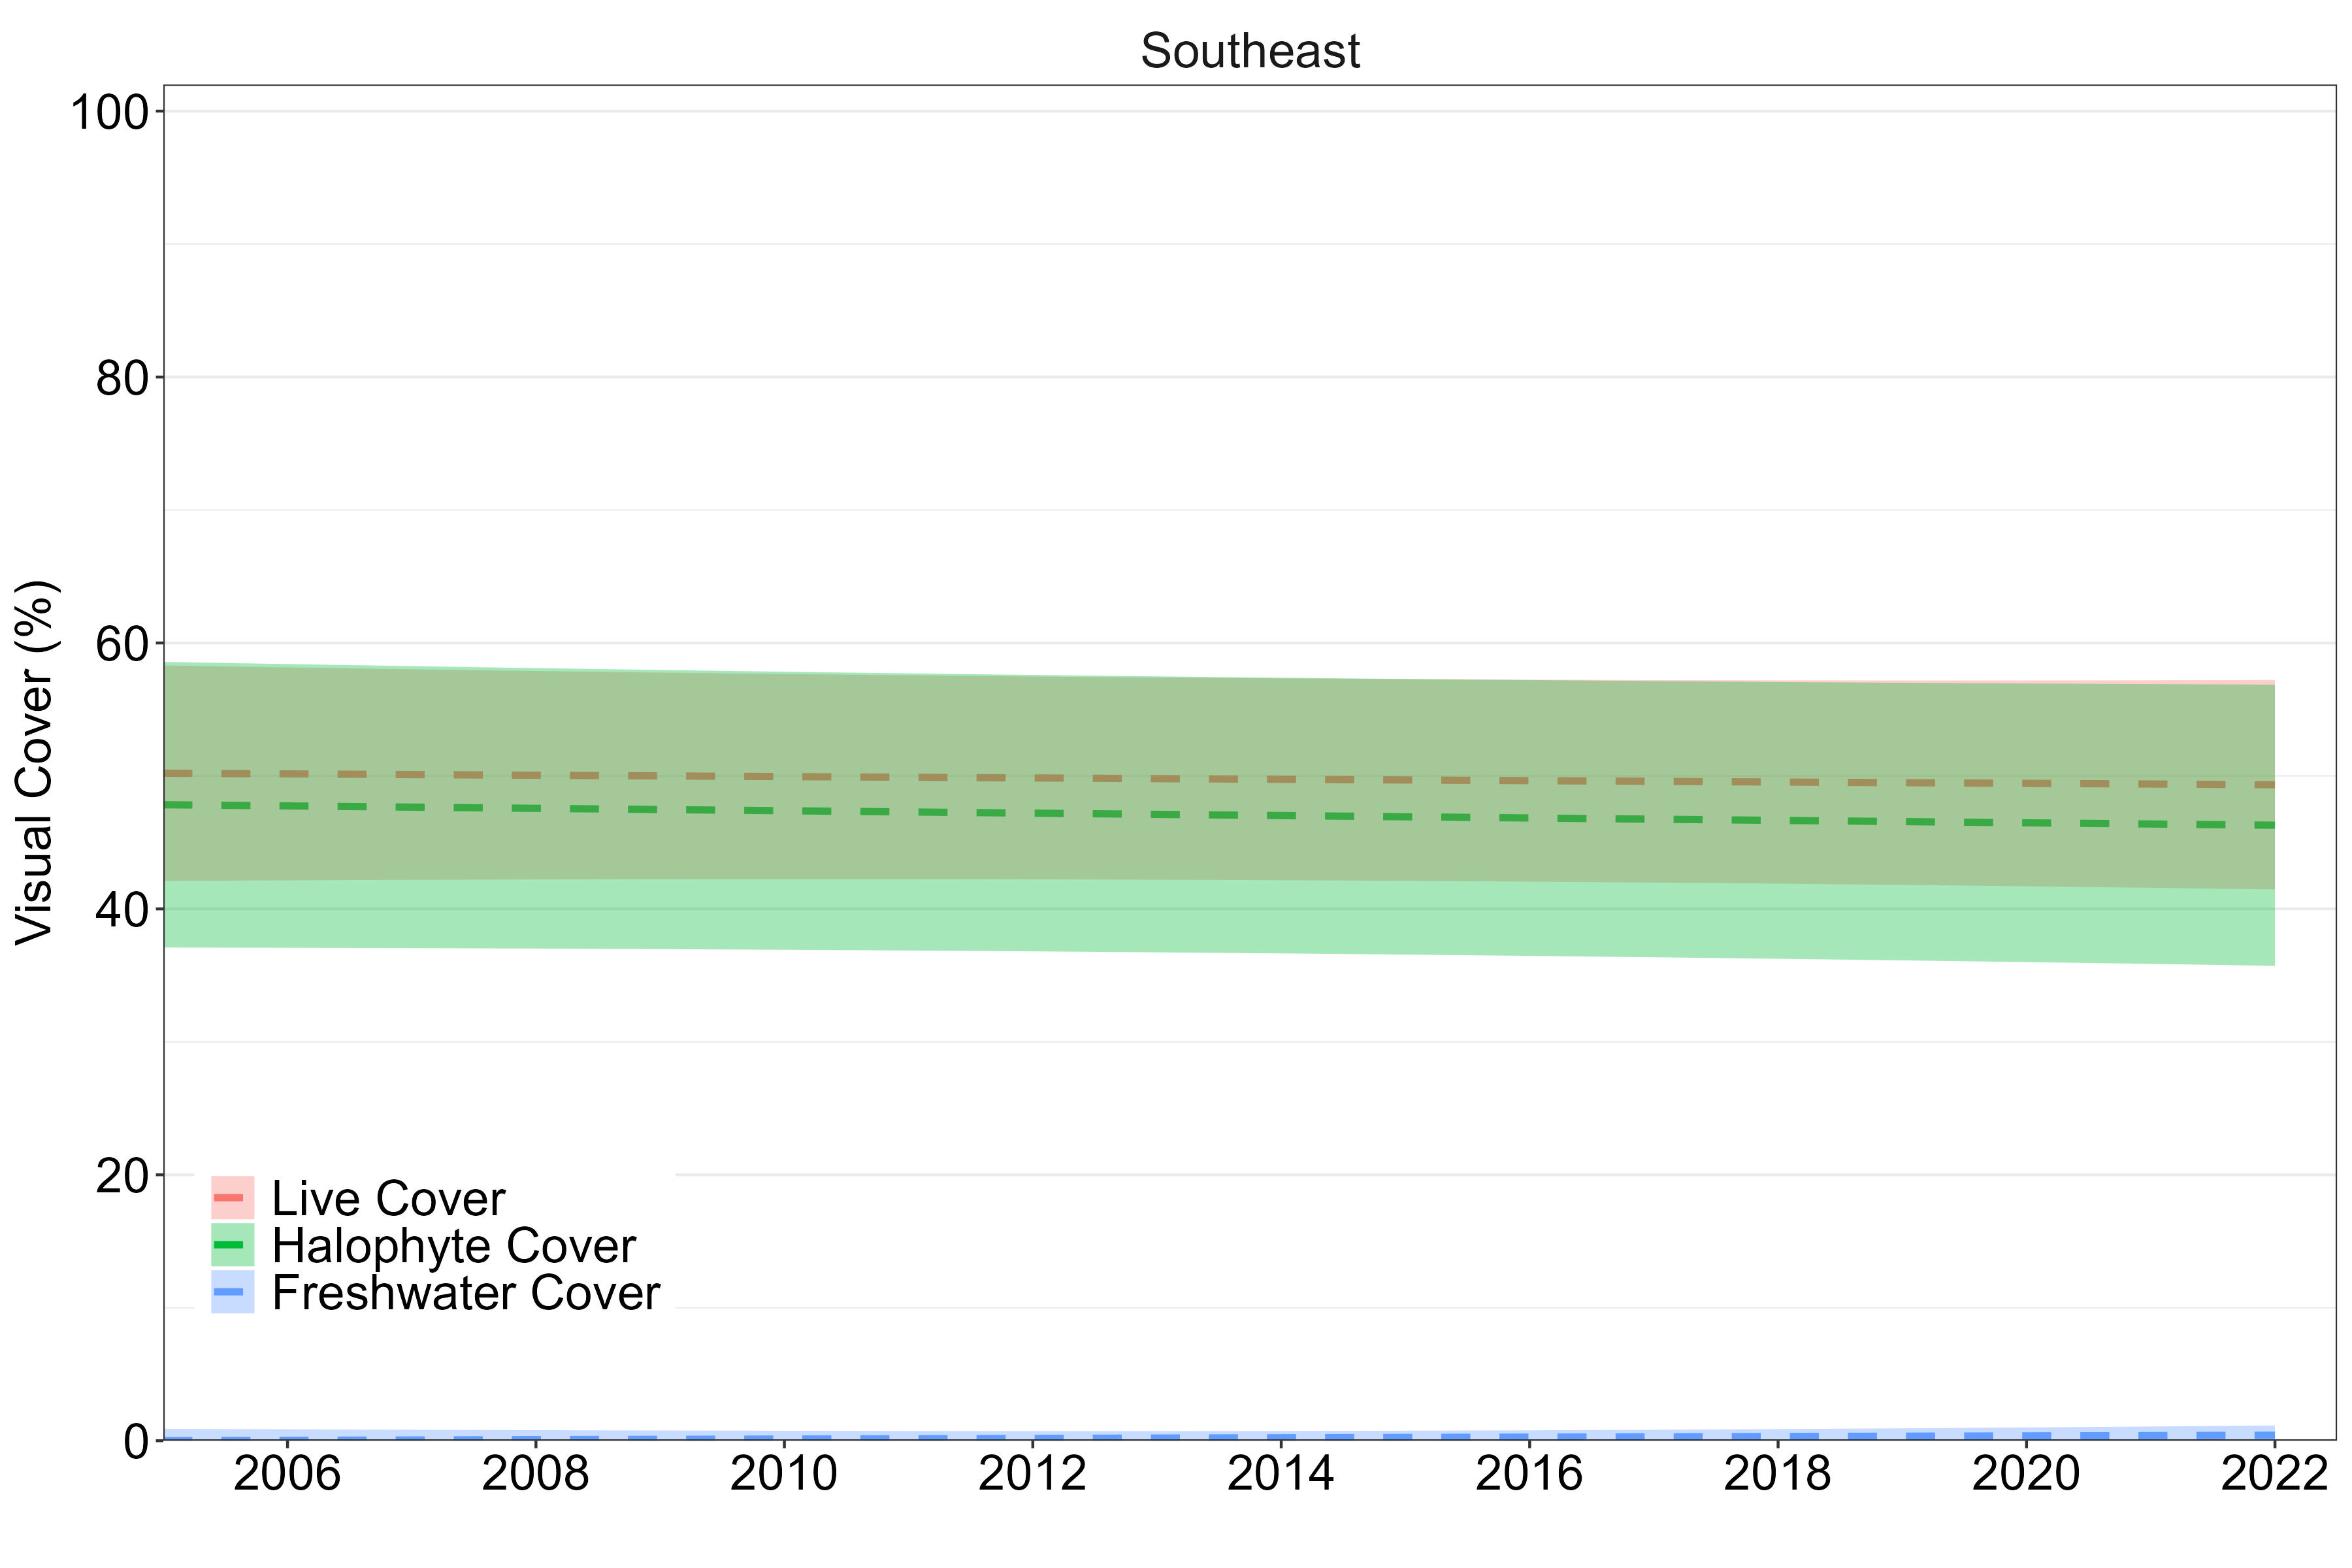 Southeast
100
80
60
40
20
0
Visual Cover (%)
Live Cover
Halophyte Cover
Freshwater Cover
2006 2008 2010 2012 2014 2016 2018 2020 2022